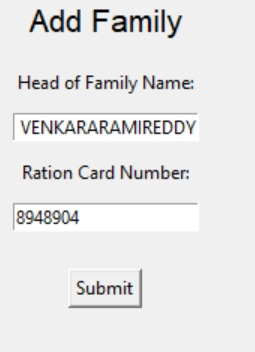 Add Family
Head of Family Name:
VENKARARAMIREDDY
Ration Card Number:
8948904
Submit